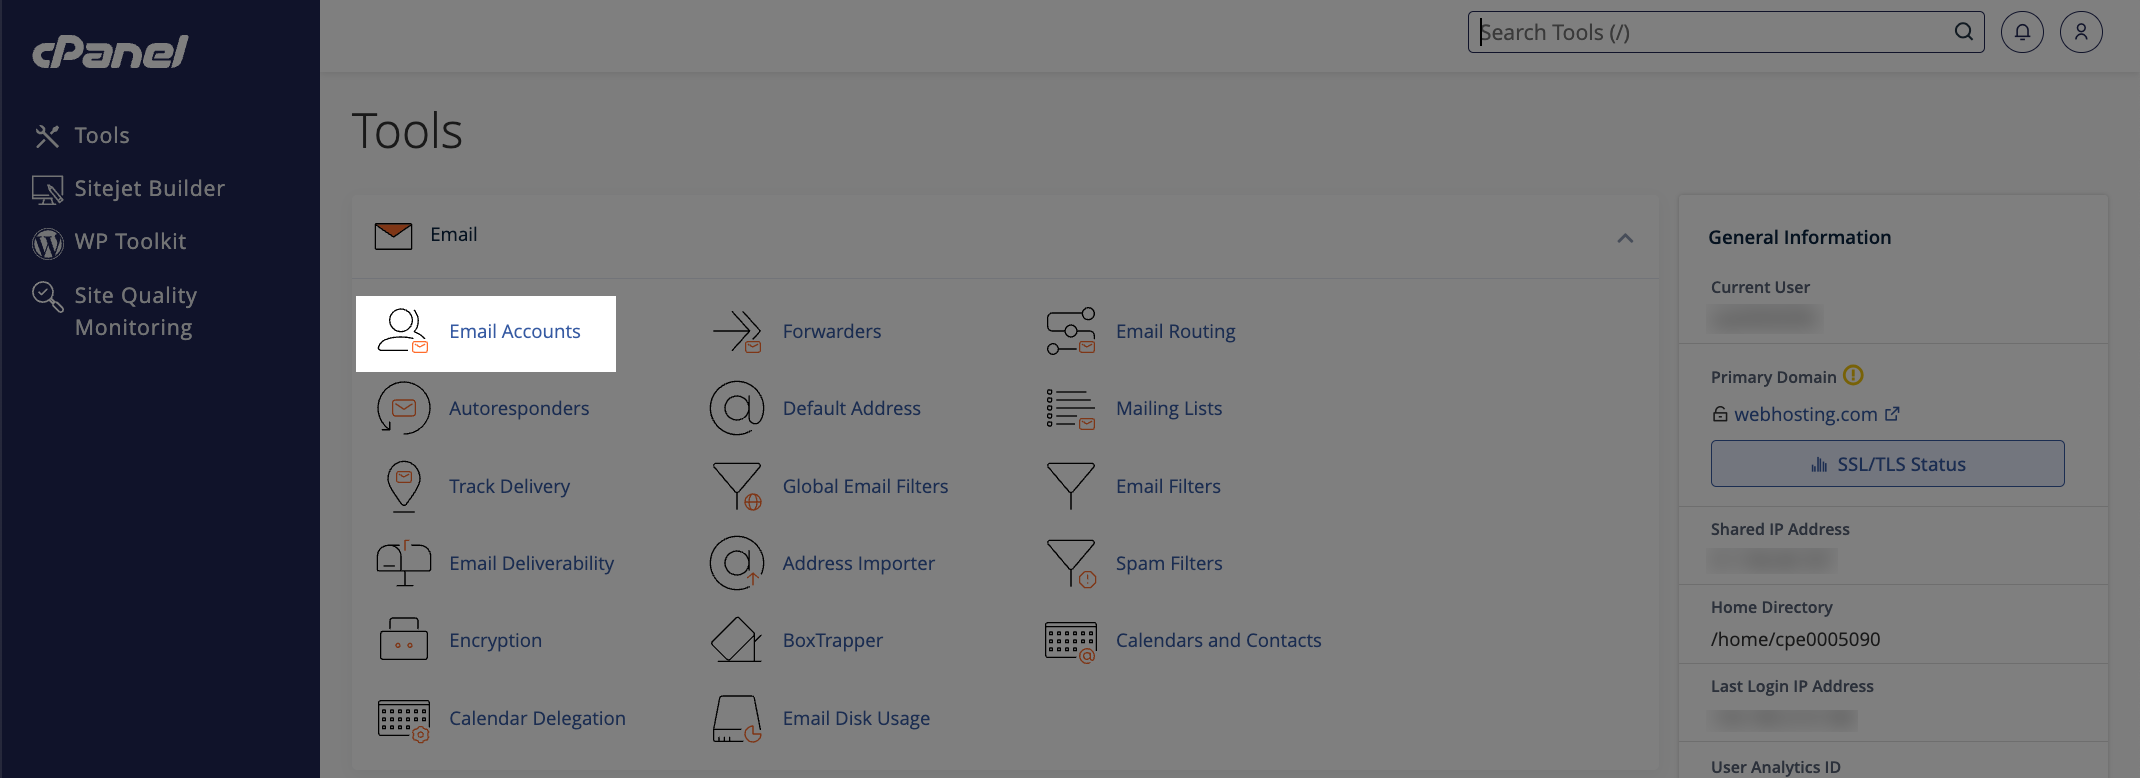 cPanel
Search Tools (/)
Tools
Sitejet Builder
WP Toolkit
Site Quality
Monitoring
Tools
Email
Email Accounts
Forwarders
Email Routing
Autoresponders
Default Address
Mailing Lists
Track Delivery
Global Email Filters
Email Filters
Email Deliverability
Address Importer
Spam Filters
Encryption
BoxTrapper
Calendars and Contacts
Calendar Delegation
Email Disk Usage
General Information
Current User
Primary Domain
webhosting.com
SSL/TLS Status
Shared IP Address
Home Directory
/home/cpe0005090
Last Login IP Address
User Analytics ID